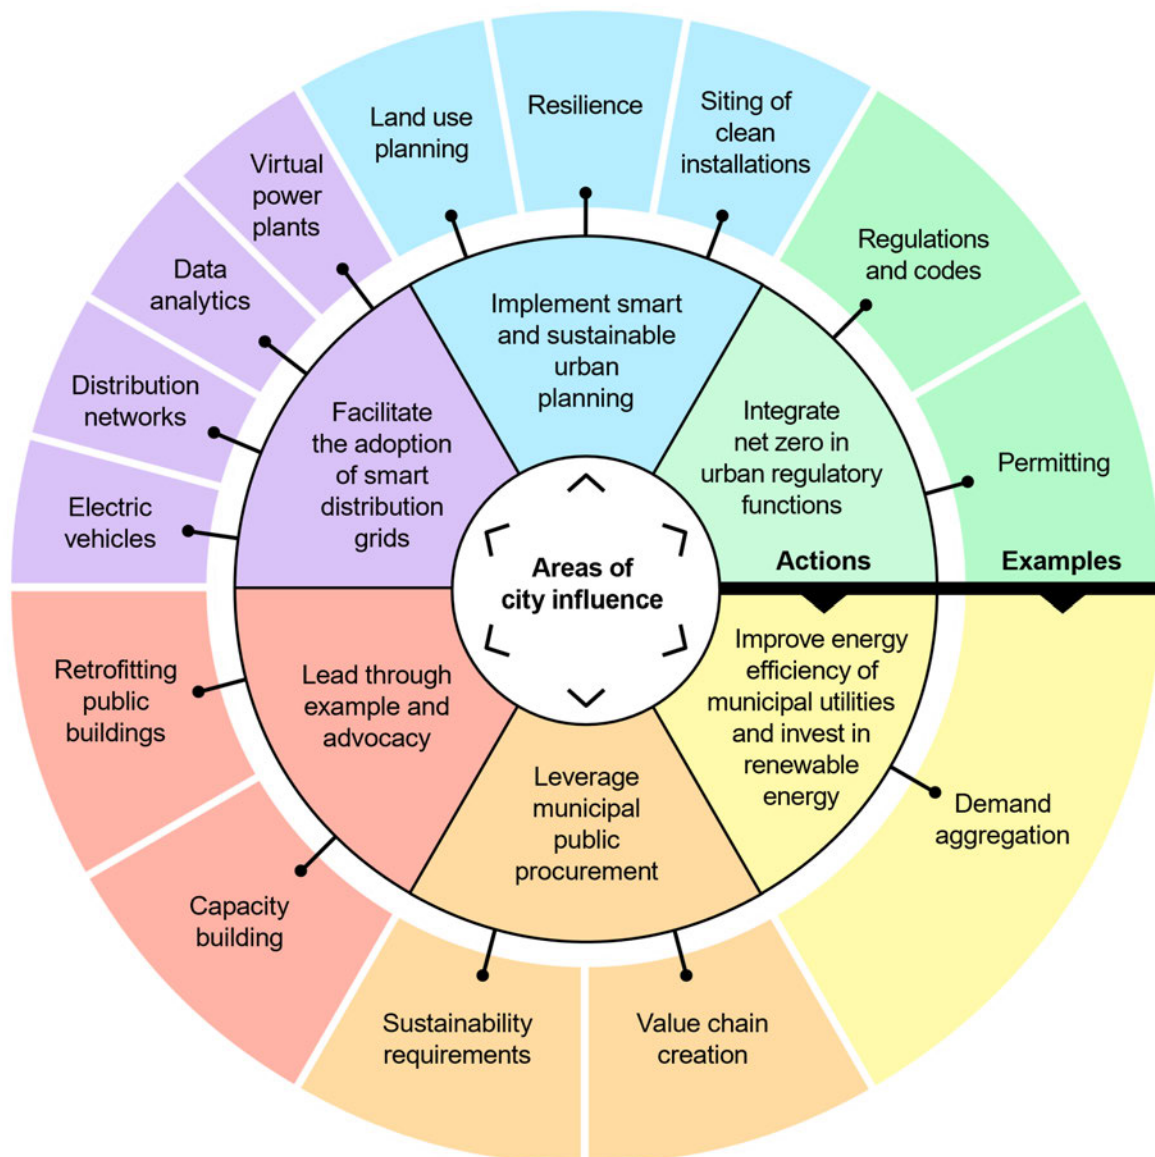 Land use
planning
Resilience
Siting of
clean
installations
Virtual
power
plants
Data
analytics
Distribution
networks
Electric
vehicles
Regulations
and codes
Permitting
Implement smart
and sustainable
urban
planning
Facilitate
the adoption
of smart
distribution
grids
Integrate
net zero in
urban regulatory
functions
Actions
Examples
Areas of
city influence
Retrofitting
public
buildings
Lead through
example and
advocacy
Improve energy
efficiency of
municipal utilities
and invest in
renewable
energy
Leverage
municipal
public
procurement
Demand
aggregation
Capacity
building
Sustainability
requirements
Value chain
creation